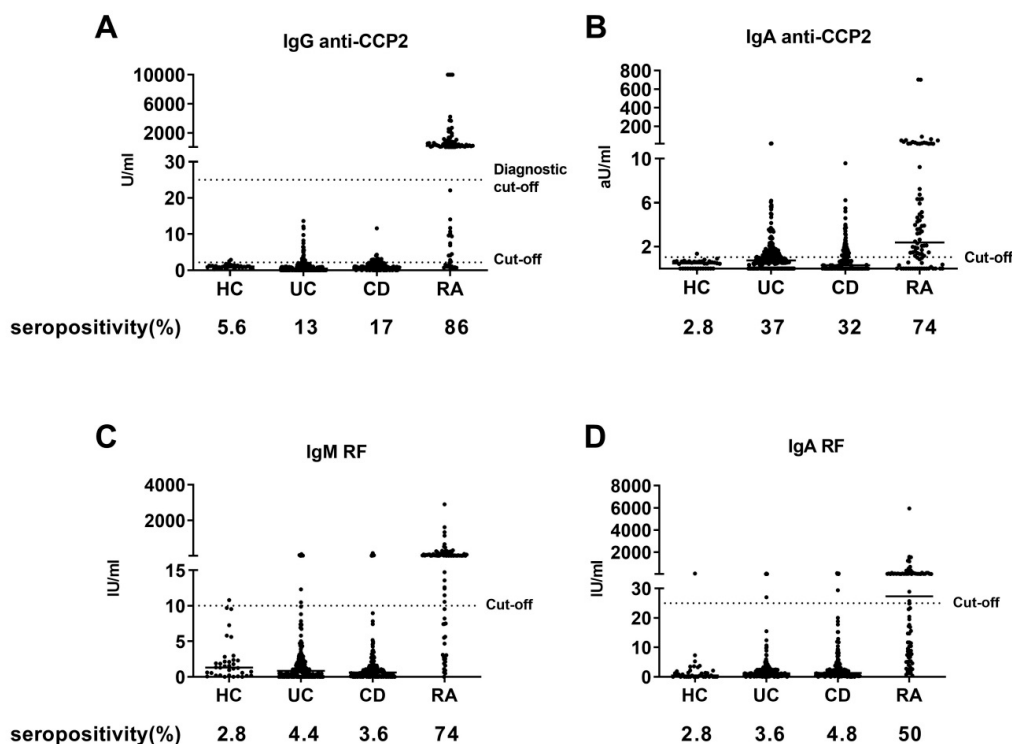 A
IgG anti-CCP2
U/ml
10000
6000
2000
30
20
10
0
Diagnostic
cut-off
Cut-off
HC UC CD RA
seropositivity(%) 5.6 13 17 86
B
IgA anti-CCP2
aU/ml
800
600
400
200
10
2
Cut-off
HC UC CD RA
seropositivity(%) 2.8 37 32 74
C
IgM RF
IU/ml
4000
2000
15
10
5
0
Cut-off
HC UC CD RA
seropositivity(%) 2.8 4.4 3.6 74
D
IgA RF
IU/ml
8000
6000
4000
2000
30
20
10
0
Cut-off
HC UC CD RA
seropositivity(%) 2.8 3.6 4.8 50